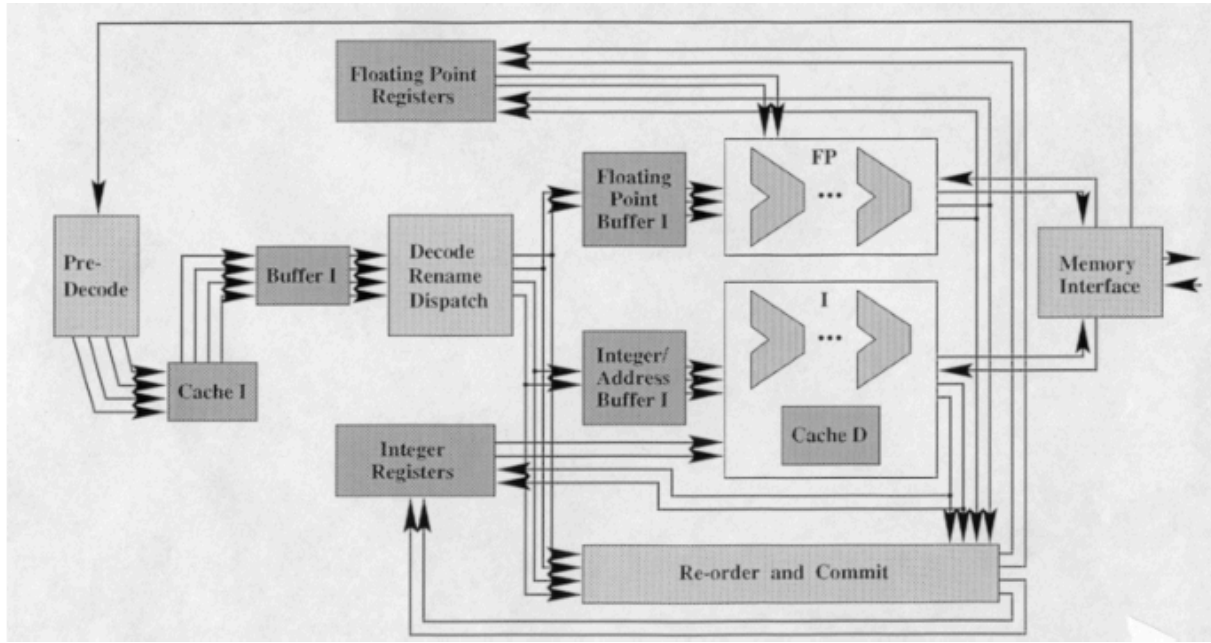 Floating Point
Registers
FP
Floating
Point
Buffer I
Pre-
Decode
Buffer I
Decode
Rename
Dispatch
Memory
Interface
I
Integer/
Address
Buffer I
Cache I
Cache D
Integer
Registers
Re-order and Commit